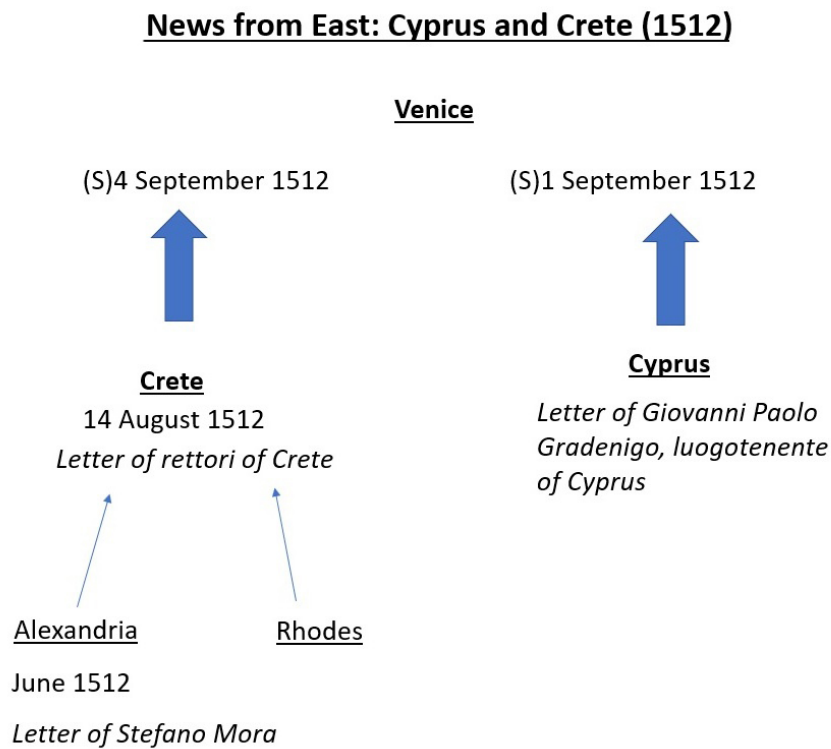 News from East: Cyprus and Crete (1512)
Venice
(S)4 September 1512
(S)1 September 1512
Crete
14 August 1512
Letter of rettori of Crete
Cyprus
Letter of Giovanni Paolo
Gradenigo, luogotenente
of Cyprus
Alexandria
Rhodes
June 1512
Letter of Stefano Mora